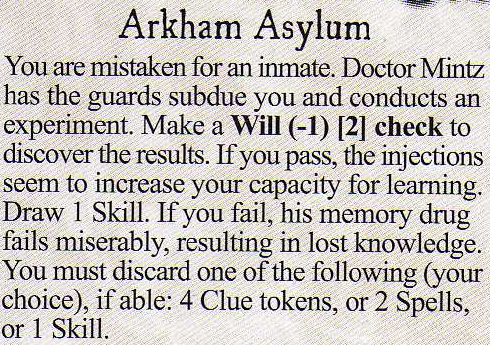 Arkham Asylum
You are mistaken for an inmate. Doctor Mintz
has the guards subdue you and conducts an
experiment. Make a Will (-1) [2] check to
discover the results. If you pass, the injections
seem to increase your capacity for learning.
Draw 1 Skill. If you fail, his memory drug
fails miserably, resulting in lost knowledge.
You must discard one of the following (your
choice), if able: 4 Clue tokens, or 2 Spells,
or 1 Skill.